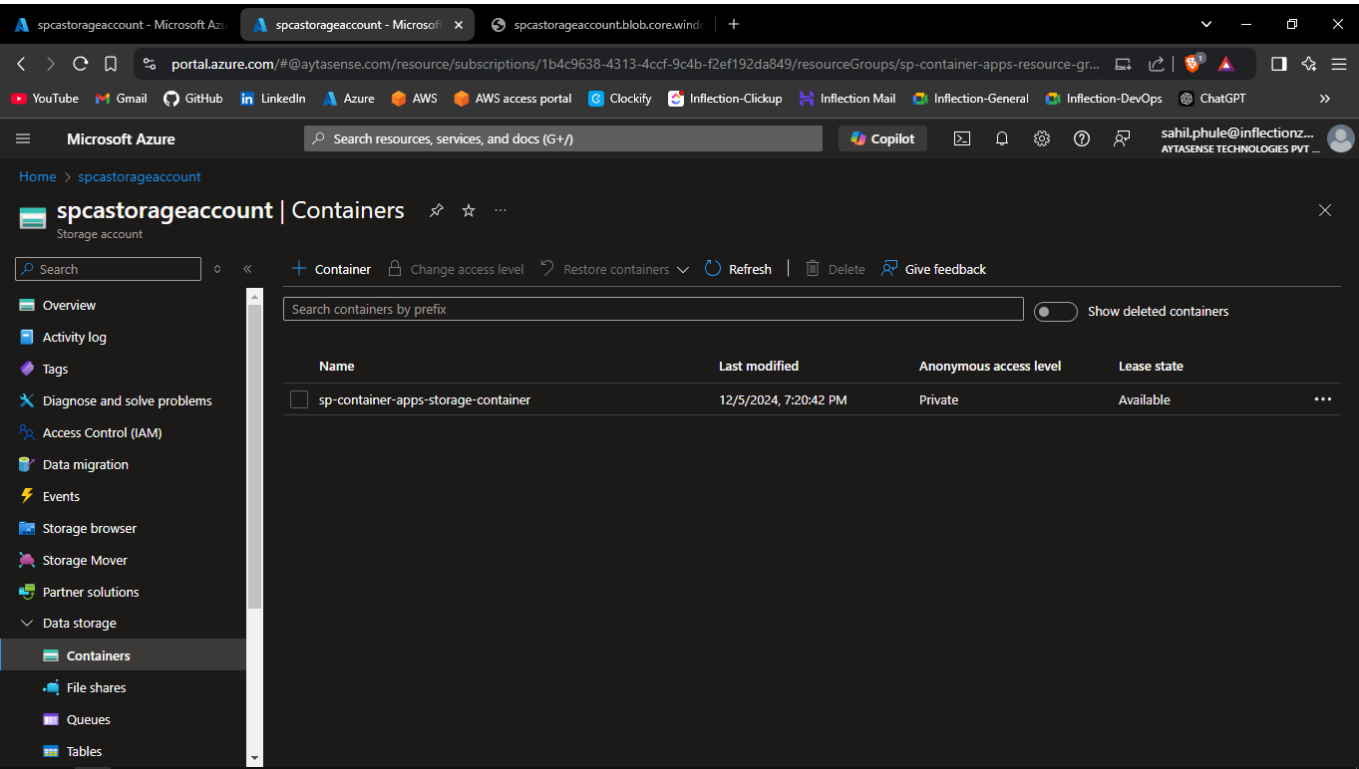 spcastorageaccount - Microsoft Azu
spcastorageaccount - Microsoft
spcastorageaccount.blob.core.windo
portal.azure.com/#@aytasense.com/resource/subscriptions/1b4c9638-4313-4ccf-9c4b-f2ef192da849/resourceGroups/sp-container-apps-resource-gr...
YouTube Gmail GitHub LinkedIn Azure AWS AWS access portal Clockify Inflection-Clickup Inflection Mail Inflection-General Inflection-DevOps ChatGPT
Microsoft Azure
Search resources, services, and docs (G+/)
Copilot
sahil.phule@inflectionz...
AYTASENSE TECHNOLOGIES PVT ...
Home > spcastorageaccount
spcastorageaccount | Containers
Storage account
Search
Container Change access level Restore containers Refresh Delete Give feedback
Overview
Activity log
Tags
Diagnose and solve problems
Access Control (IAM)
Data migration
Events
Storage browser
Storage Mover
Partner solutions
Data storage
Containers
File shares
Queues
Tables
Search containers by prefix
Show deleted containers
Name Last modified Anonymous access level Lease state
sp-container-apps-storage-container 12/5/2024, 7:20:42 PM Private Available